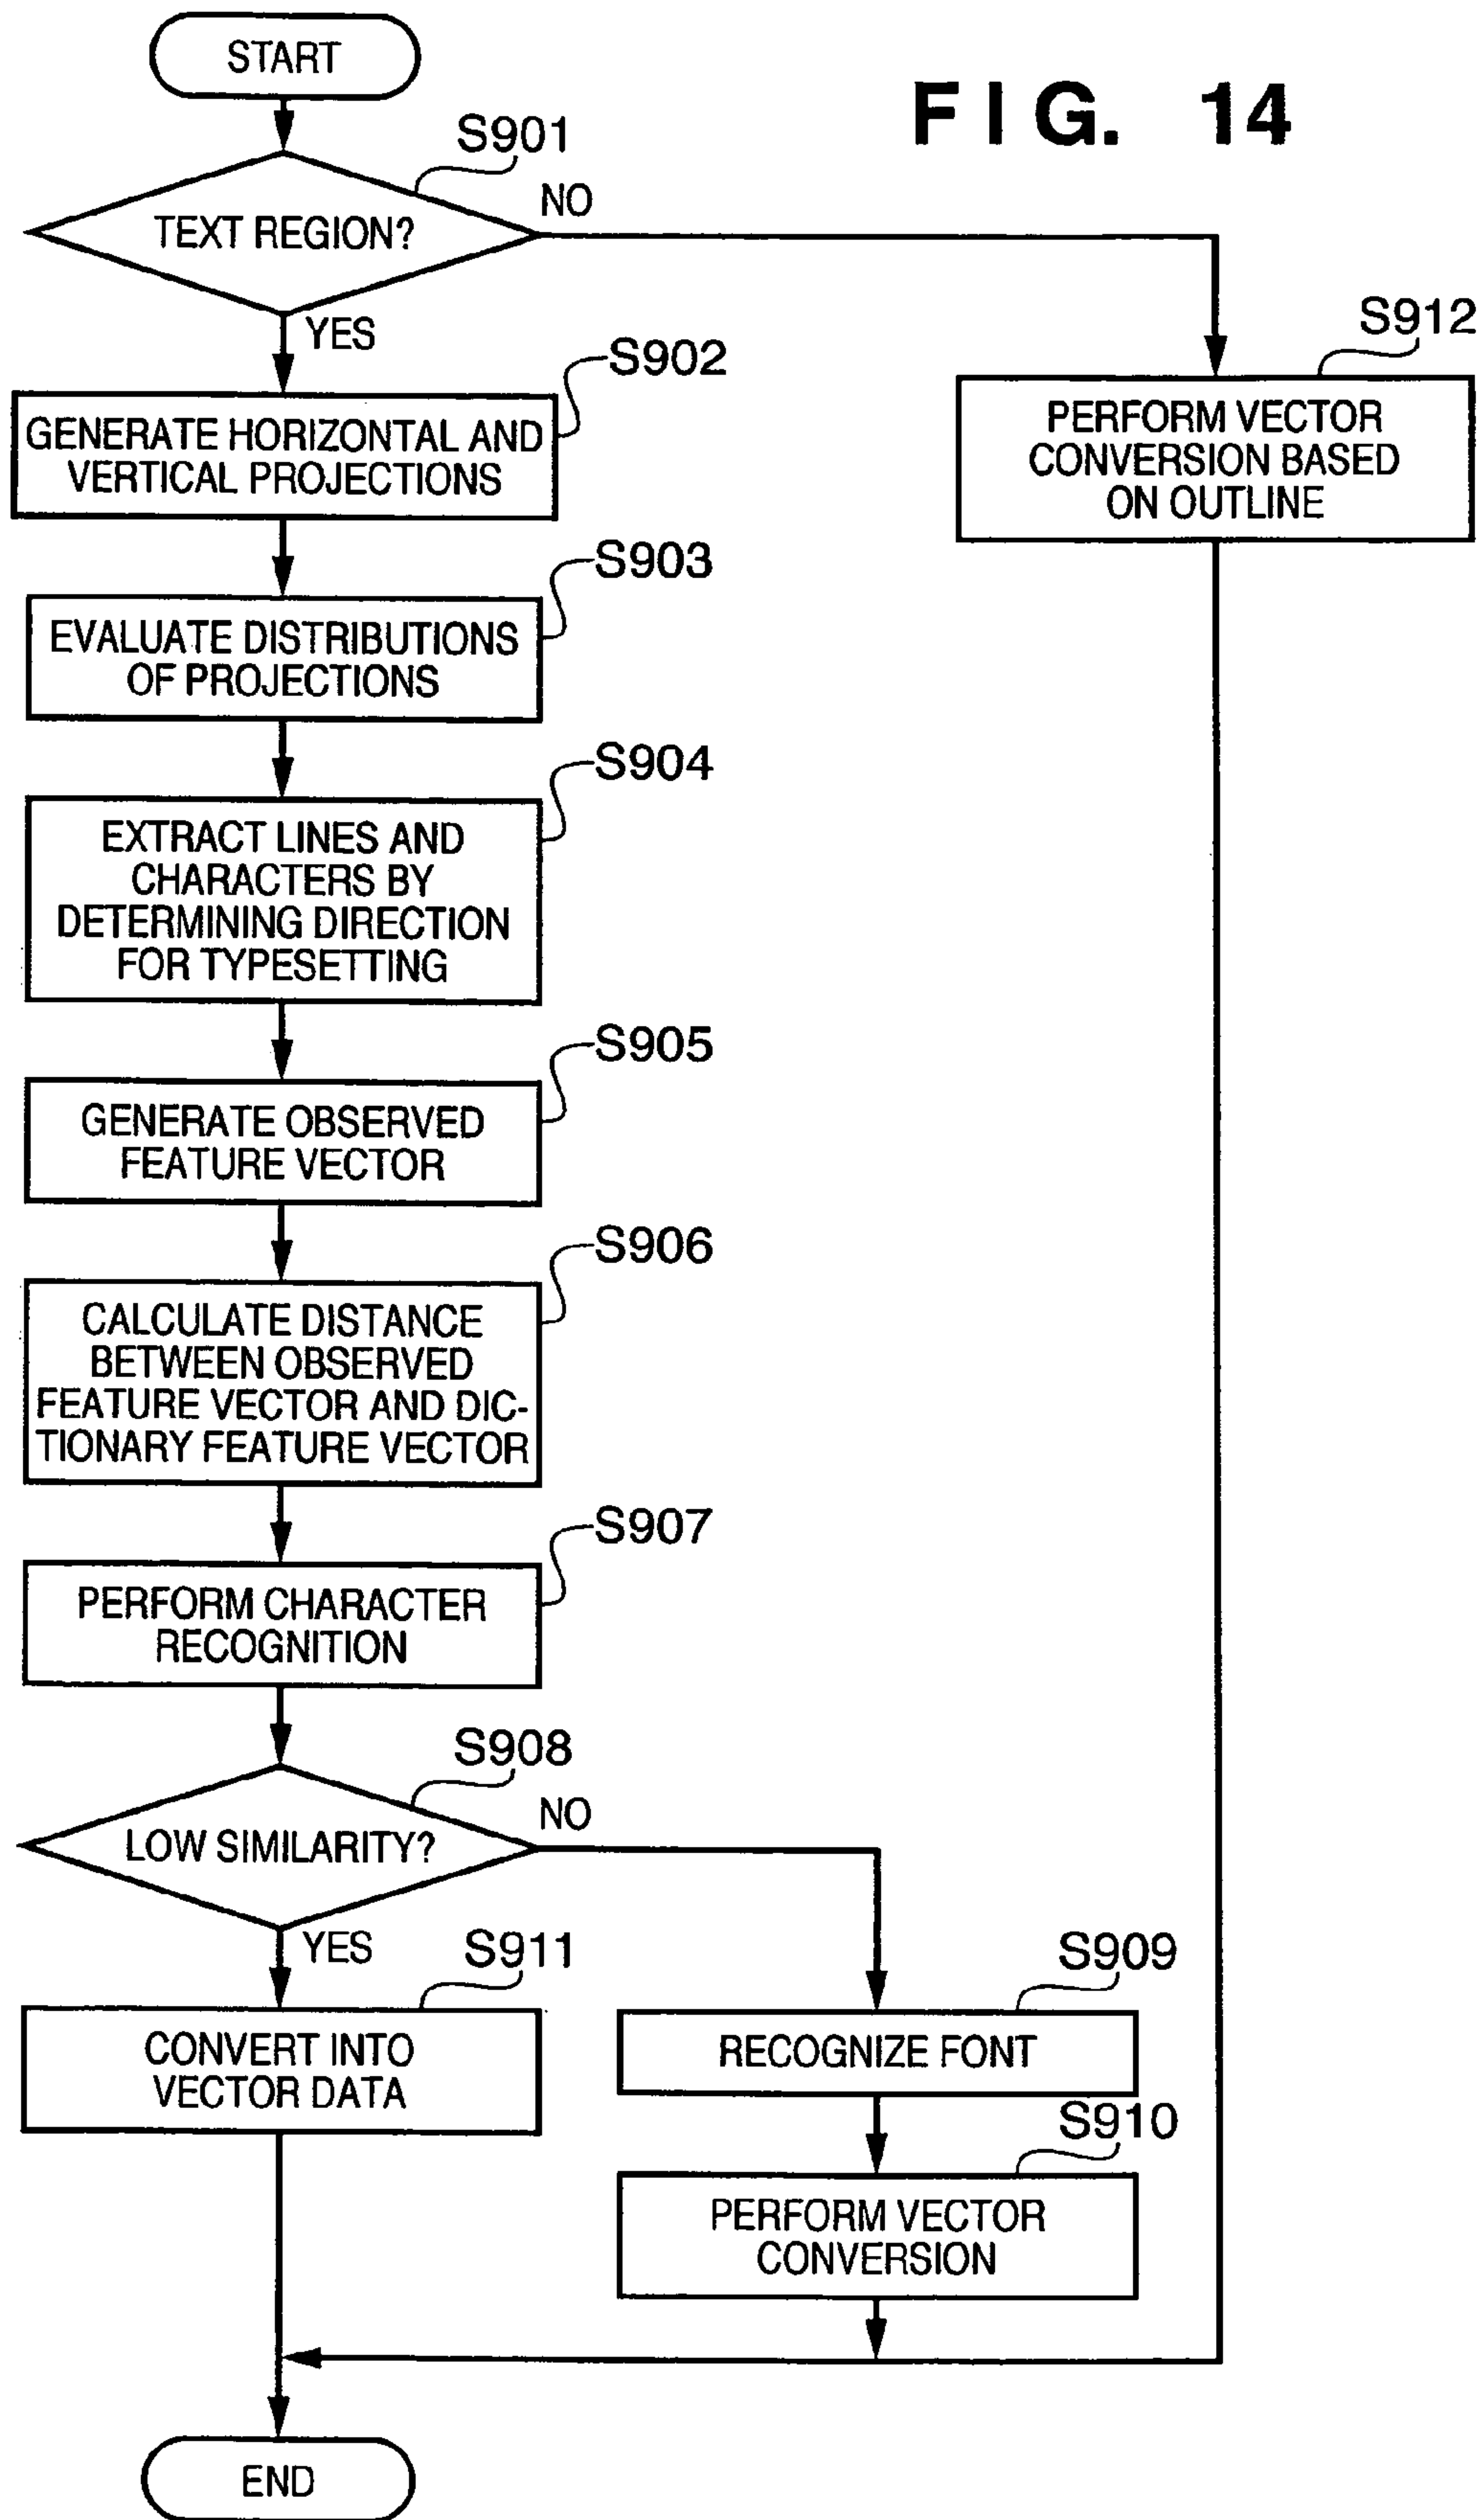 START
FIG. 14
S901
TEXT REGION?
NO
YES
S902
GENERATE HORIZONTAL AND
VERTICAL PROJECTIONS
S912
PERFORM VECTOR
CONVERSION BASED
ON OUTLINE
S903
EVALUATE DISTRIBUTIONS
OF PROJECTIONS
S904
EXTRACT LINES AND
CHARACTERS BY
DETERMINING DIRECTION
FOR TYPESETTING
S905
GENERATE OBSERVED
FEATURE VECTOR
S906
CALCULATE DISTANCE
BETWEEN OBSERVED
FEATURE VECTOR AND DIC-
TIONARY FEATURE VECTOR
S907
PERFORM CHARACTER
RECOGNITION
S908
LOW SIMILARITY?
NO
YES
S911
CONVERT INTO
VECTOR DATA
S909
RECOGNIZE FONT
S910
PERFORM VECTOR
CONVERSION
END